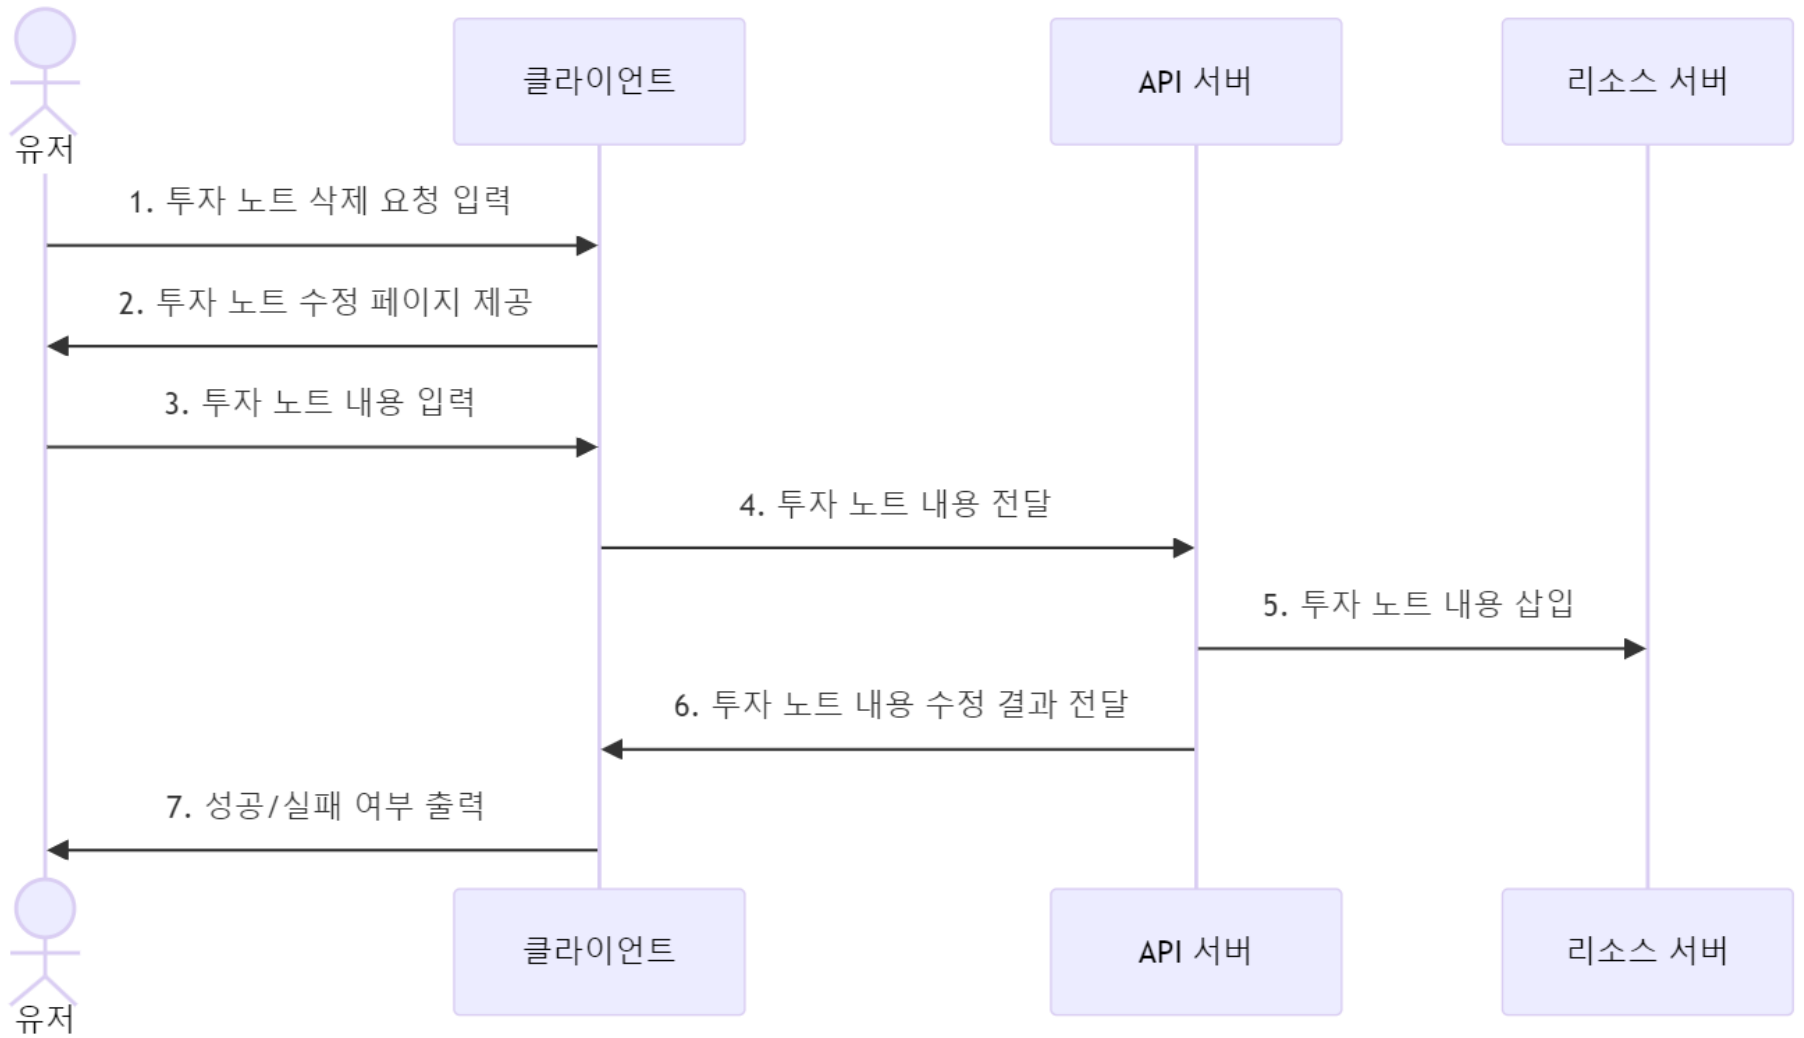 유저
클라이언트
API 서버
리소스 서버
1. 투자 노트 삭제 요청 입력
2. 투자 노트 수정 페이지 제공
3. 투자 노트 내용 입력
4. 투자 노트 내용 전달
5. 투자 노트 내용 삽입
6. 투자 노트 내용 수정 결과 전달
7. 성공/실패 여부 출력
유저
클라이언트
API 서버
리소스 서버